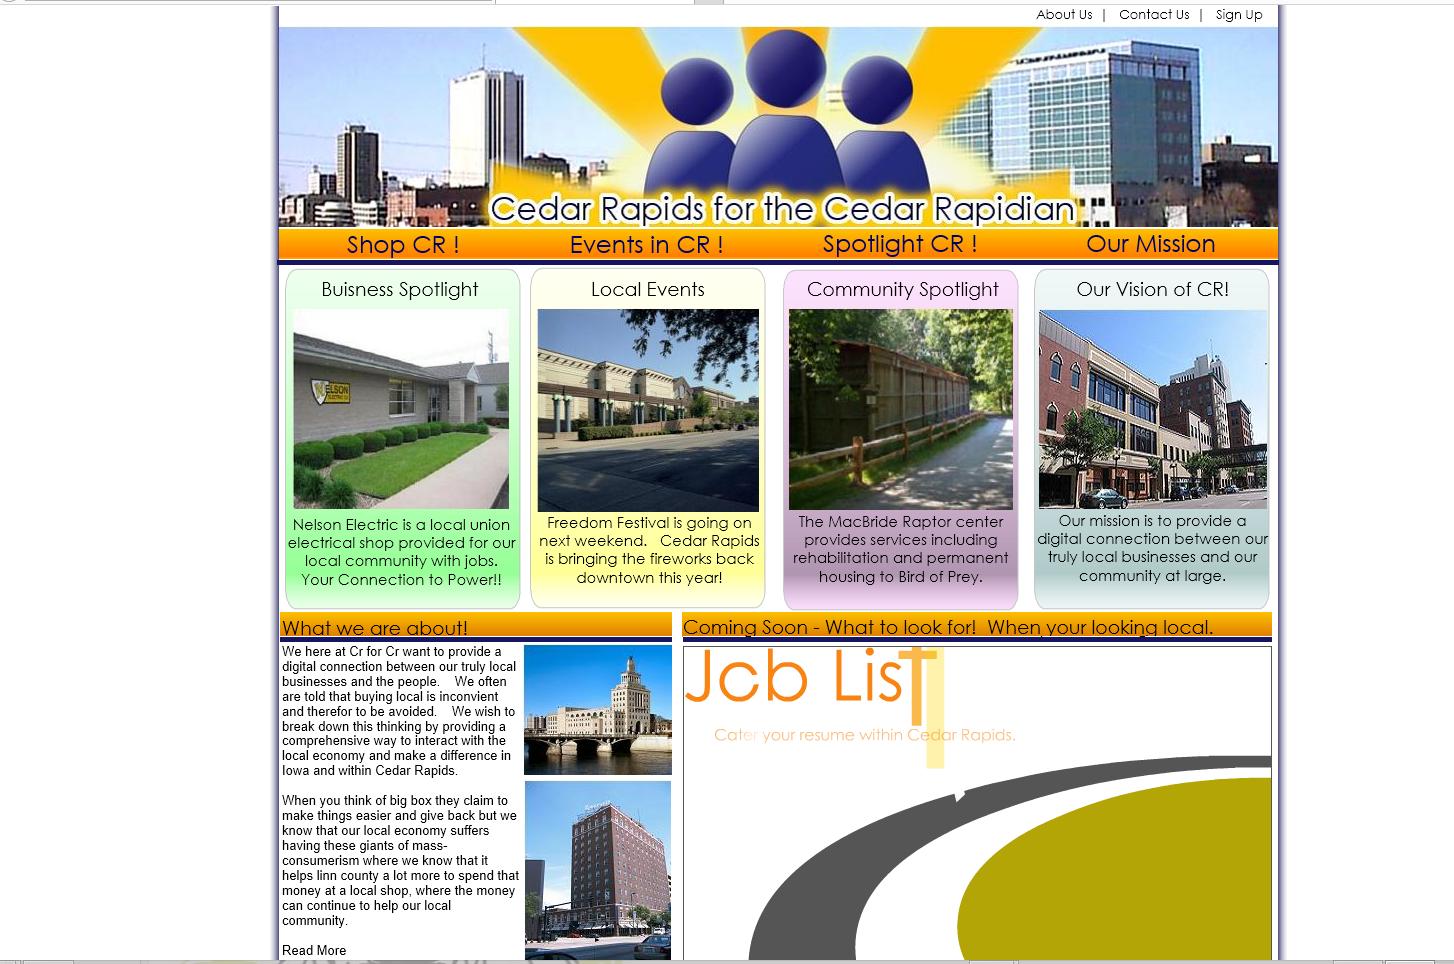 About Us | Contact Us | Sign Up
Cedar Rapids for the Cedar Rapidian
Shop CR ! Events in CR ! Spotlight CR ! Our Mission
Buisness Spotlight
NELSON
ELECTRIC CO
Nelson Electric is a local union
electrical shop provided for our
local community with jobs.
Your Connection to Power!!
Local Events
Freedom Festival is going on
next weekend. Cedar Rapids
is bringing the fireworks back
downtown this year!
Community Spotlight
The MacBride Raptor center
provides services including
rehabilitation and permanent
housing to Bird of Prey.
Our Vision of CR!
Our mission is to provide a
digital connection between our
truly local businesses and our
community at large.
What we are about!
We here at Cr for Cr want to provide a
digital connection between our truly local
businesses and the people. We often
are told that buying local is inconvient
and therefor to be avoided. We wish to
break down this thinking by providing a
comprehensive way to interact with the
local economy and make a difference in
Iowa and within Cedar Rapids.
When you think of big box they claim to
make things easier and give back but we
know that our local economy suffers
having these giants of mass-
consumerism where we know that it
helps linn county a lot more to spend that
money at a local shop, where the money
can continue to help our local
community.
Read More
Coming Soon - What to look for! When your looking local.
Jcb List
Cater your resume within Cedar Rapids.